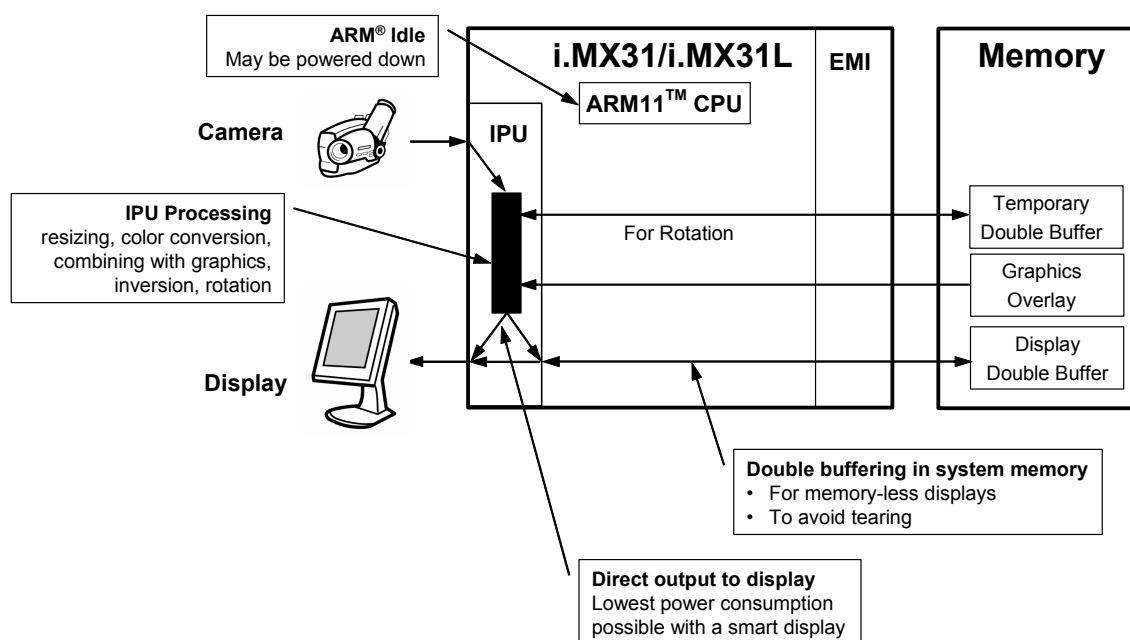 ARM® Idle
May be powered down
i.MX31/i.MX31L
EMI
Memory
ARM11™ CPU
Camera
IPU
IPU Processing
resizing, color conversion,
combining with graphics,
inversion, rotation
For Rotation
Temporary
Double Buffer
Graphics
Overlay
Display
Double Buffer
Display
Double buffering in system memory
• For memory-less displays
• To avoid tearing
Direct output to display
Lowest power consumption
possible with a smart display